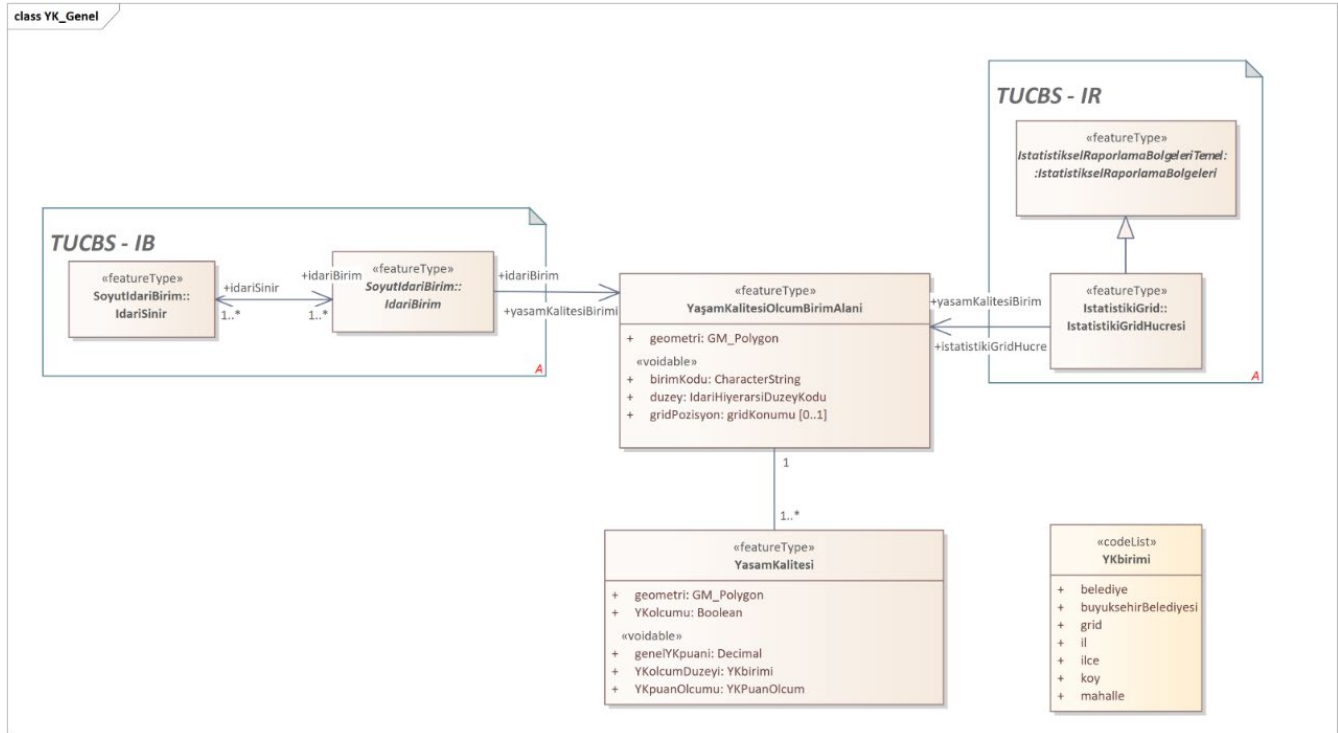 class YK_Genel
TUCBS - IR
«featureType»
IstatistikselRaporlamaBolgeleriTemel:
:IstatistikselRaporlamaBolgeleri
TUCBS - IB
«featureType»
SoyutIdariBirim::
IdariSinir
+idariSinir
1..*
+idariBirim
1..*
«featureType»
SoyutIdariBirim::
IdariBirim
+idariBirim
+yasamKalitesiBirimi
A
«featureType»
YaşamKalitesiOlcumBirimAlani
+ geometri: GM_Polygon
«voidable»
+ birimKodu: CharacterString
+ duzey: IdariHiyerarsiDuzeyKodu
+ gridPozisyon: gridKonumu [0..1]
+yasamKalitesiBirim
+istatistikiGridHucre
«featureType»
IstatistikiGrid::
IstatistikiGridHucresi
A
1
1..*
«featureType»
YasamKalitesi
+ geometri: GM_Polygon
+ YKolcumu: Boolean
«voidable»
+ genelYKpuani: Decimal
+ YKolcumDuzeyi: YKbirimi
+ YKpuanOlcumu: YKPuanOlcum
«codeList»
YKbirimi
+ belediye
+ buyuksehirBelediyesi
+ grid
+ il
+ ilce
+ koy
+ mahalle